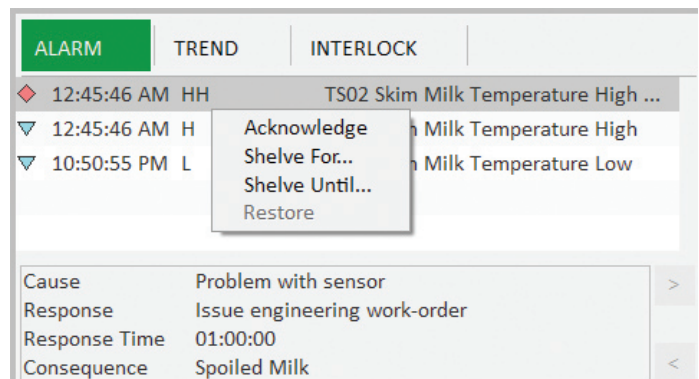 ALARM TREND INTERLOCK
12:45:46 AM HH TS02 Skim Milk Temperature High ...
12:45:46 AM H Milk Temperature High
10:50:55 PM L Milk Temperature Low
Acknowledge
Shelve For...
Shelve Until...
Restore
Cause Problem with sensor >
Response Issue engineering work-order
Response Time 01:00:00
Consequence Spoiled Milk <